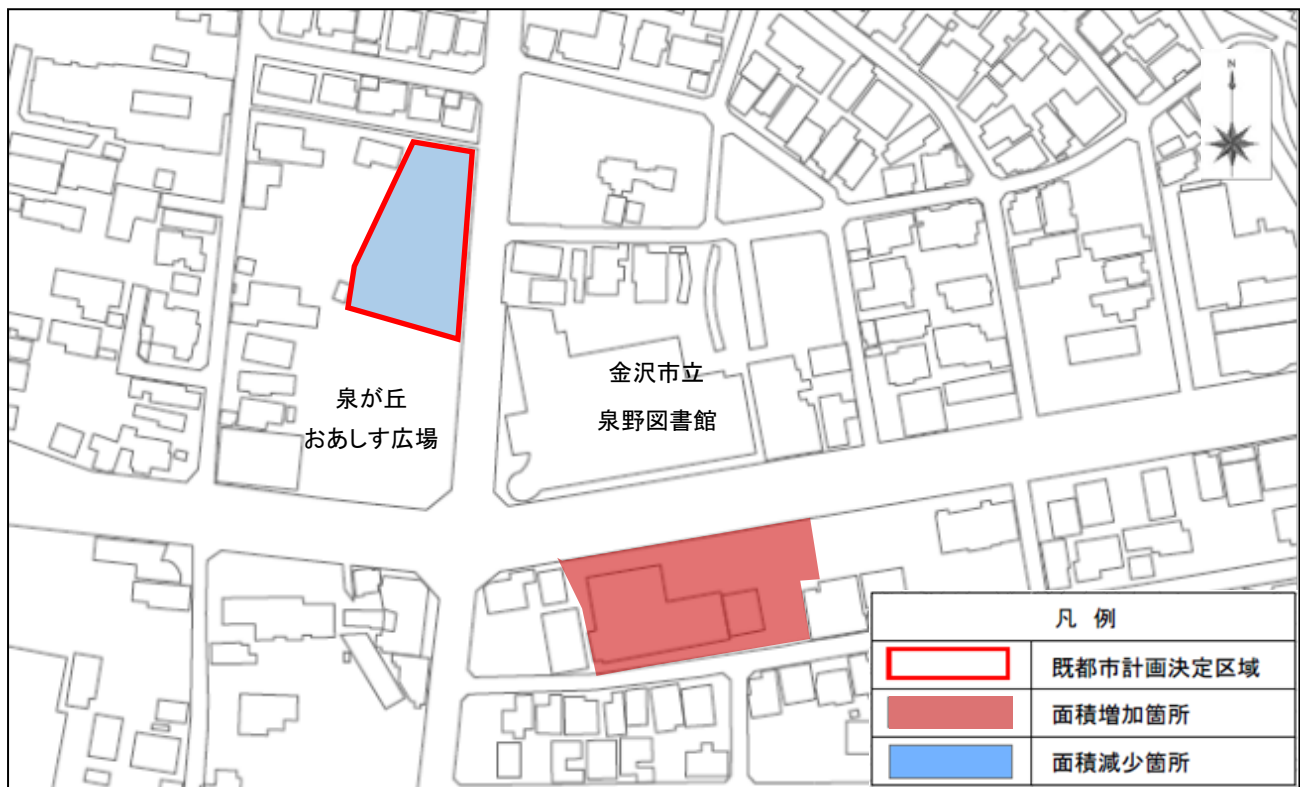 N
金沢市立
泉野図書館
泉が丘
おあしす広場
凡 例
既都市計画決定区域
面積増加箇所
面積減少箇所